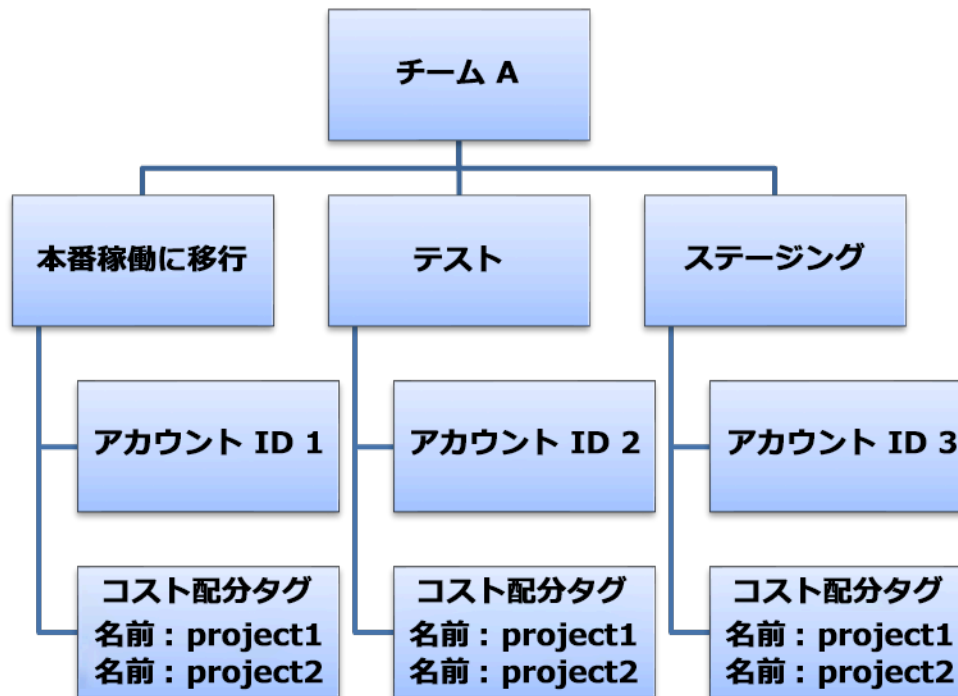 チーム A
本番稼働に移行
テスト
ステージング
アカウント ID 1
アカウント ID 2
アカウント ID 3
コスト配分タグ
名前：project1
名前：project2
コスト配分タグ
名前：project1
名前：project2
コスト配分タグ
名前：project1
名前：project2